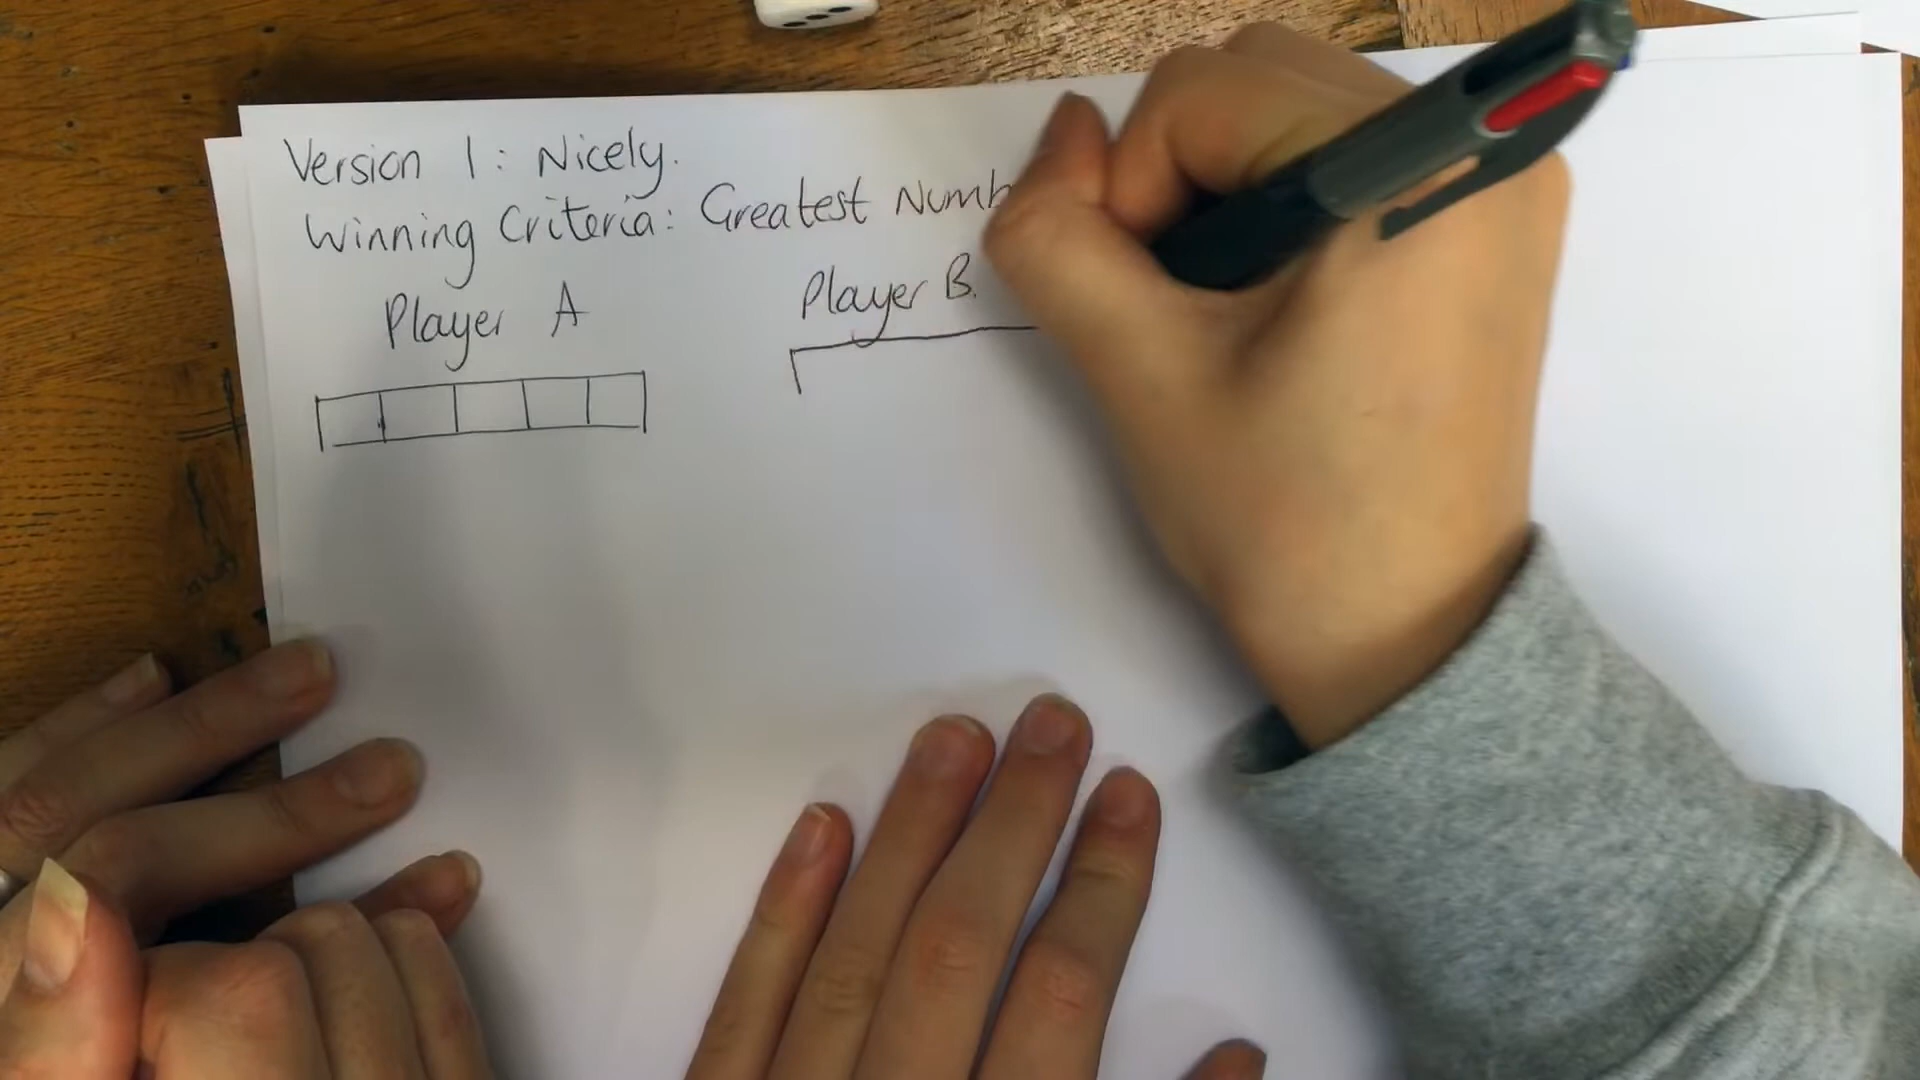 Version 1: Nicely.
Winning Criteria: Greatest Numb
Player A
Player B.